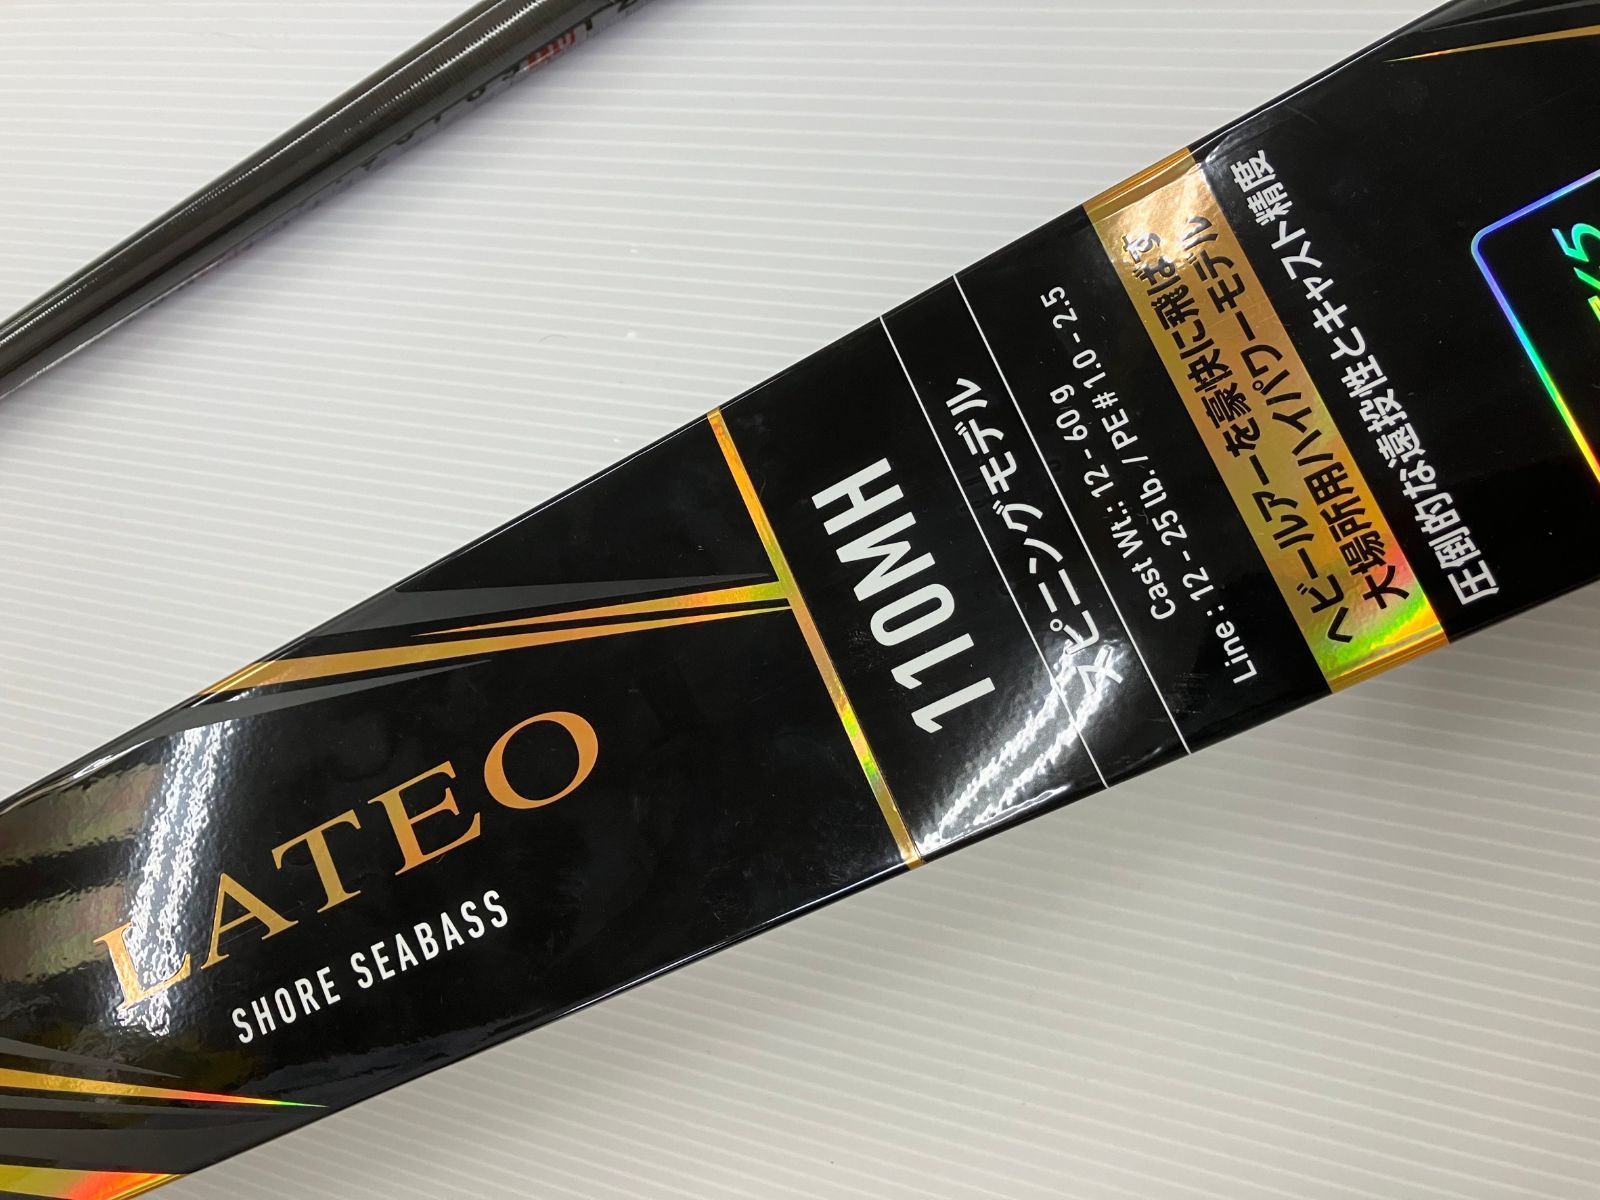 LATEO
SHORE SEABASS
110MH
スピニングモデル
Cast Wt.: 12 - 60 g
Line : 12 - 25 lb. / PE # 1.0 - 2.5
ヘビールアーを豪快に飛ばす
大場所用ハイパワーモデル
圧倒的な遠投性とキャスト精度